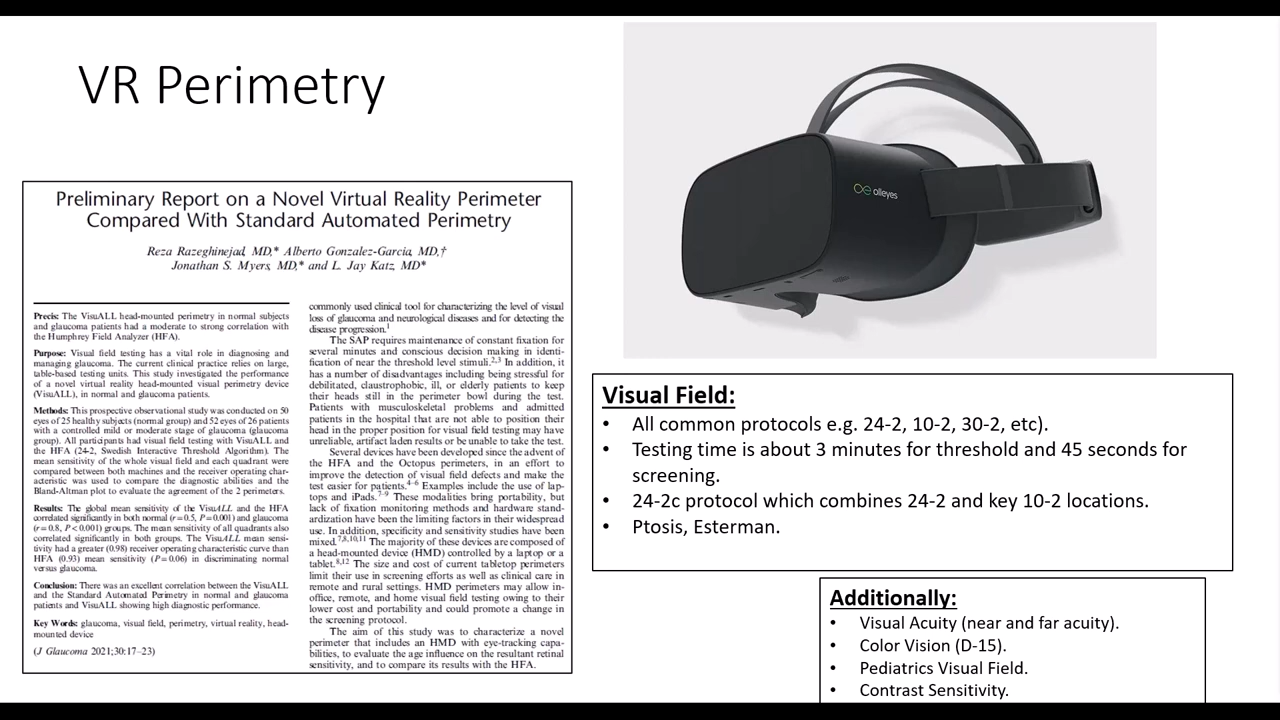 VR Perimetry
Preliminary Report on a Novel Virtual Reality Perimeter
Compared With Standard Automated Perimetry
Reza Razeghinejad, MD,* Alberto Gonzalez-Garcia, MD,†
Jonathan S. Myers, MD,* and L. Jay Katz, MD*
Precis: The VisuALL head-mounted perimetry in normal subjects
and glaucoma patients had a moderate to strong correlation with
the Humphrey Field Analyzer (HFA).
Purpose: Visual field testing has a vital role in diagnosing and
managing glaucoma. The current clinical practice relies on large,
table-based testing units. This study investigated the performance
of a novel virtual reality head-mounted visual perimetry device
(VisuALL), in normal and glaucoma patients.
Methods: This prospective observational study was conducted on 50
eyes of 25 healthy subjects (normal group) and 52 eyes of 26 patients
with a controlled mild or moderate stage of glaucoma (glaucoma
group). All participants had visual field testing with VisuALL and
the HFA (24-2, Swedish Interactive Threshold Algorithm). The
mean sensitivity of the whole visual field and each quadrant were
compared between both machines and the receiver operating char-
acteristic was used to compare the diagnostic abilities and the
Bland-Altman plot to evaluate the agreement of the 2 perimeters.
Results: The global mean sensitivity of the VisuALL and the HFA
correlated significantly in both normal (r=0.5, P=0.001) and glaucoma
(r=0.8, P<0.001) groups. The mean sensitivity of all quadrants also
correlated significantly in both groups. The VisuALL mean sensi-
tivity had a greater (0.98) receiver operating characteristic curve than
HFA (0.93) mean sensitivity (P=0.06) in discriminating normal
versus glaucoma.
Conclusion: There was an excellent correlation between the VisuALL
and the Standard Automated Perimetry in normal and glaucoma
patients and VisuALL showing high diagnostic performance.
Key Words: glaucoma, visual field, perimetry, virtual reality, head-
mounted device
(J Glaucoma 2021;30:17–23)
commonly used clinical tool for characterizing the level of visual
loss of glaucoma and neurological diseases and for detecting the
disease progression.1
The SAP requires maintenance of constant fixation for
several minutes and conscious decision making in identi-
fication of near the threshold level stimuli.2,3 In addition, it
has a number of disadvantages including being stressful for
debilitated, claustrophobic, ill, or elderly patients to keep
their heads still in the perimeter bowl during the test.
Patients with musculoskeletal problems and admitted
patients in the hospital that are not able to position their
head in the proper position for visual field testing may have
unreliable, artifact laden results or be unable to take the test.
Several devices have been developed since the advent of
the HFA and the Octopus perimeters, in an effort to
improve the detection of visual field defects and make the
test easier for patients.4–6 Examples include the use of lap-
tops and iPads.7–9 These modalities bring portability, but
lack of fixation monitoring methods and hardware stand-
ardization have been the limiting factors in their widespread
use. In addition, specificity and sensitivity studies have been
mixed.7,8,10,11 The majority of these devices are composed of
a head-mounted device (HMD) controlled by a laptop or a
tablet.8,12 The size and cost of current tabletop perimeters
limit their use in screening efforts as well as clinical care in
remote and rural settings. HMD perimeters may allow in-
office, remote, and home visual field testing owing to their
lower cost and portability and could promote a change in
the screening protocol.
The aim of this study was to characterize a novel
perimeter that includes an HMD with eye-tracking capa-
bilities, to evaluate the age influence on the resultant retinal
sensitivity, and to compare its results with the HFA.
olleyes
Visual Field:
• All common protocols e.g. 24-2, 10-2, 30-2, etc).
• Testing time is about 3 minutes for threshold and 45 seconds for
screening.
• 24-2c protocol which combines 24-2 and key 10-2 locations.
• Ptosis, Esterman.
Additionally:
• Visual Acuity (near and far acuity).
• Color Vision (D-15).
• Pediatrics Visual Field.
• Contrast Sensitivity.